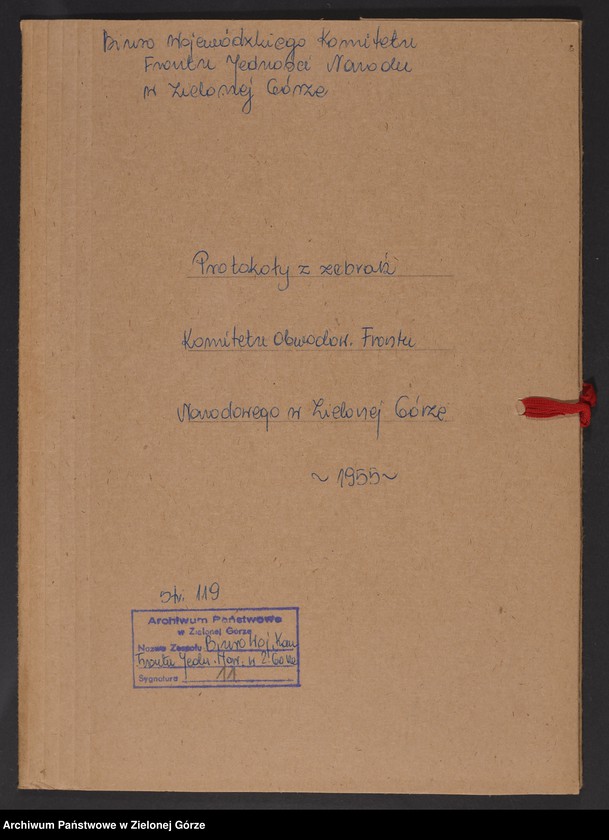 Biuro Wojewódzkiego Komitetu
Frontu Jedności Narodu
w Zielonej Górze
Protokoły z zebrań
Komitetu Obwodow. Frontu
Narodowego w Zielonej Górze
~ 1955 ~
str. 119
Archiwum Państwowe
w Zielonej Górze
Nazwa Zespołu Biuro Woj. Kom
Frontu Jedn. Nar. w Z. Górze
Sygnatura 11
Archiwum Państwowe w Zielonej Górze